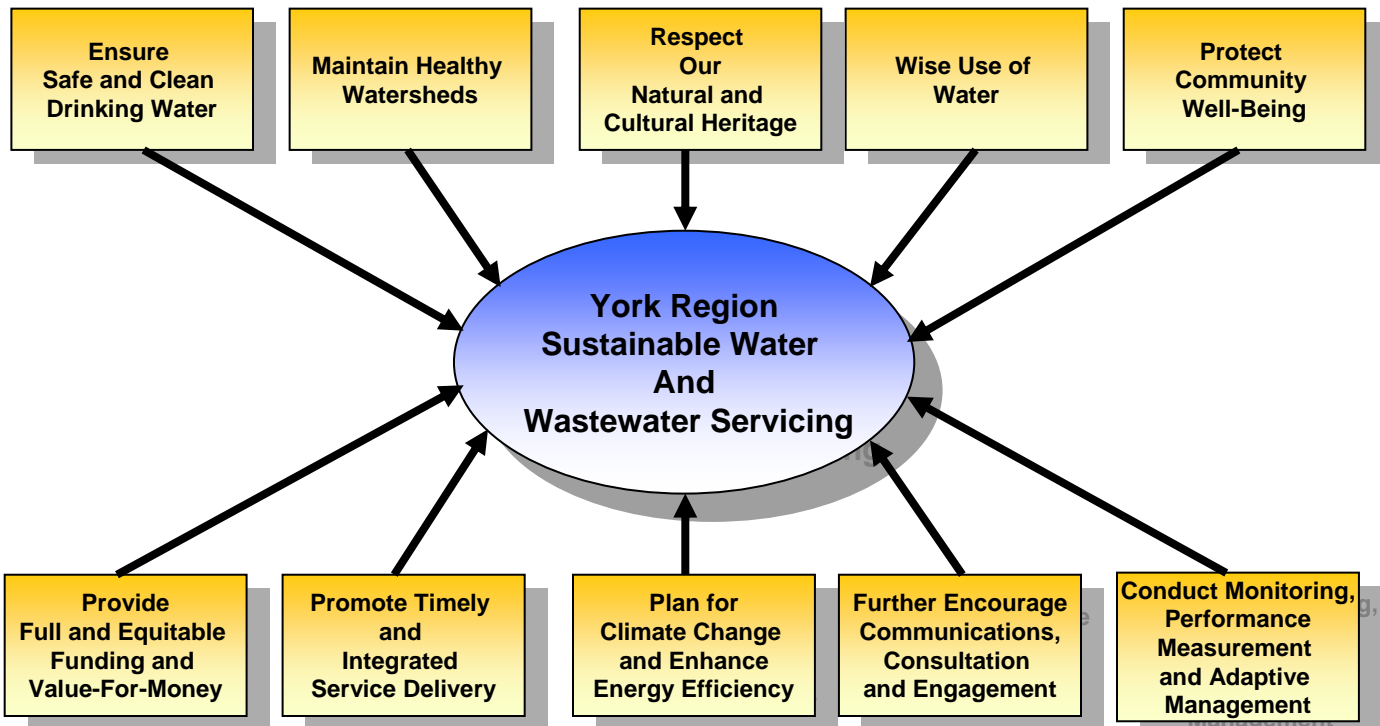 Ensure
Safe and Clean
Drinking Water
Maintain Healthy
Watersheds
Respect
Our
Natural and
Cultural Heritage
Wise Use of
Water
Protect
Community
Well-Being
York Region
Sustainable Water
And
Wastewater Servicing
Provide
Full and Equitable
Funding and
Value-For-Money
Promote Timely
and
Integrated
Service Delivery
Plan for
Climate Change
and Enhance
Energy Efficiency
Further Encourage
Communications,
Consultation
and Engagement
Conduct Monitoring,
Performance
Measurement
and Adaptive
Management